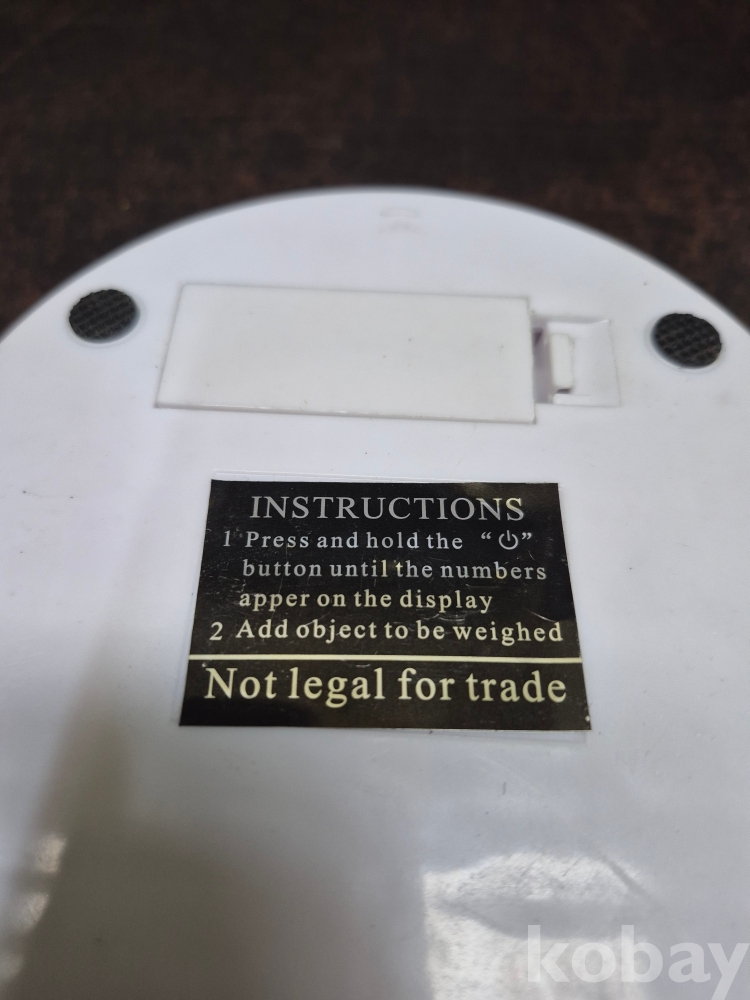 INSTRUCTIONS
1 Press and hold the “⏻”
button until the numbers
apper on the display
2 Add object to be weighed
Not legal for trade
kobay